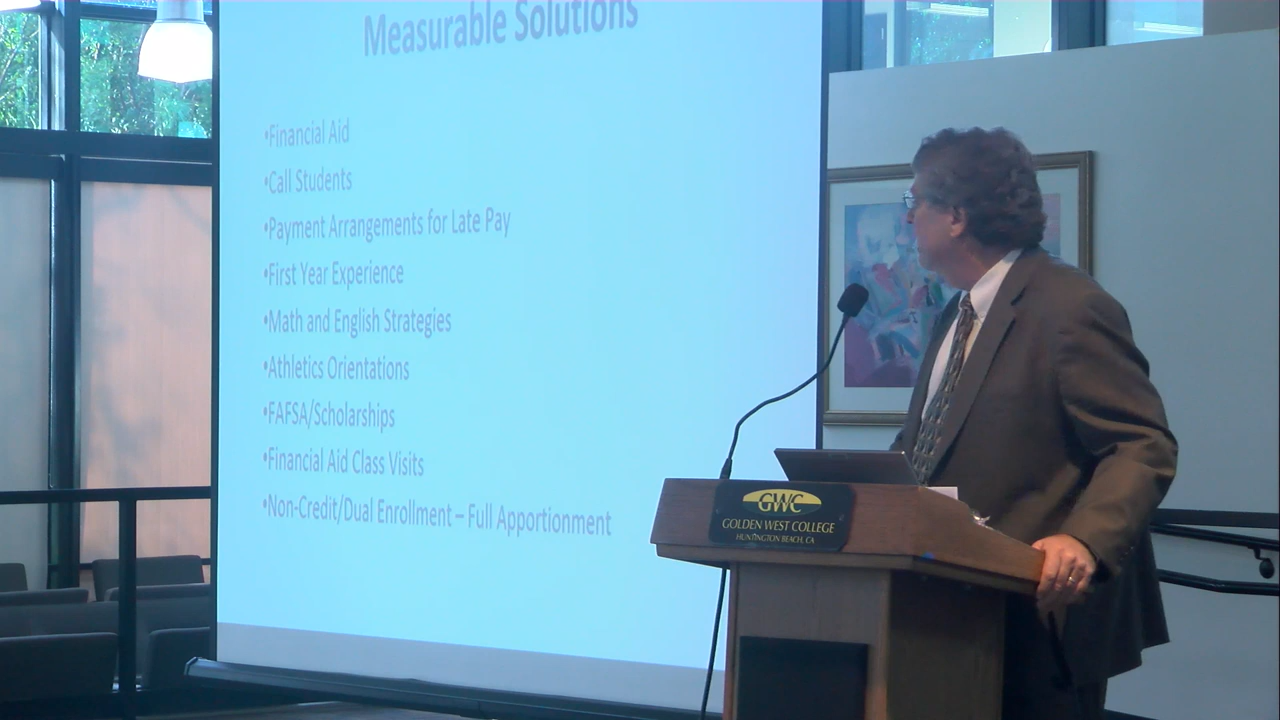 Measurable Solutions
•Financial Aid
•Call Students
•Payment Arrangements for Late Pay
•First Year Experience
•Math and English Strategies
•Athletics Orientations
•FAFSA/Scholarships
•Financial Aid Class Visits
•Non-Credit/Dual Enrollment – Full Apportionment
GWC
GOLDEN WEST COLLEGE
HUNTINGTON BEACH, CA